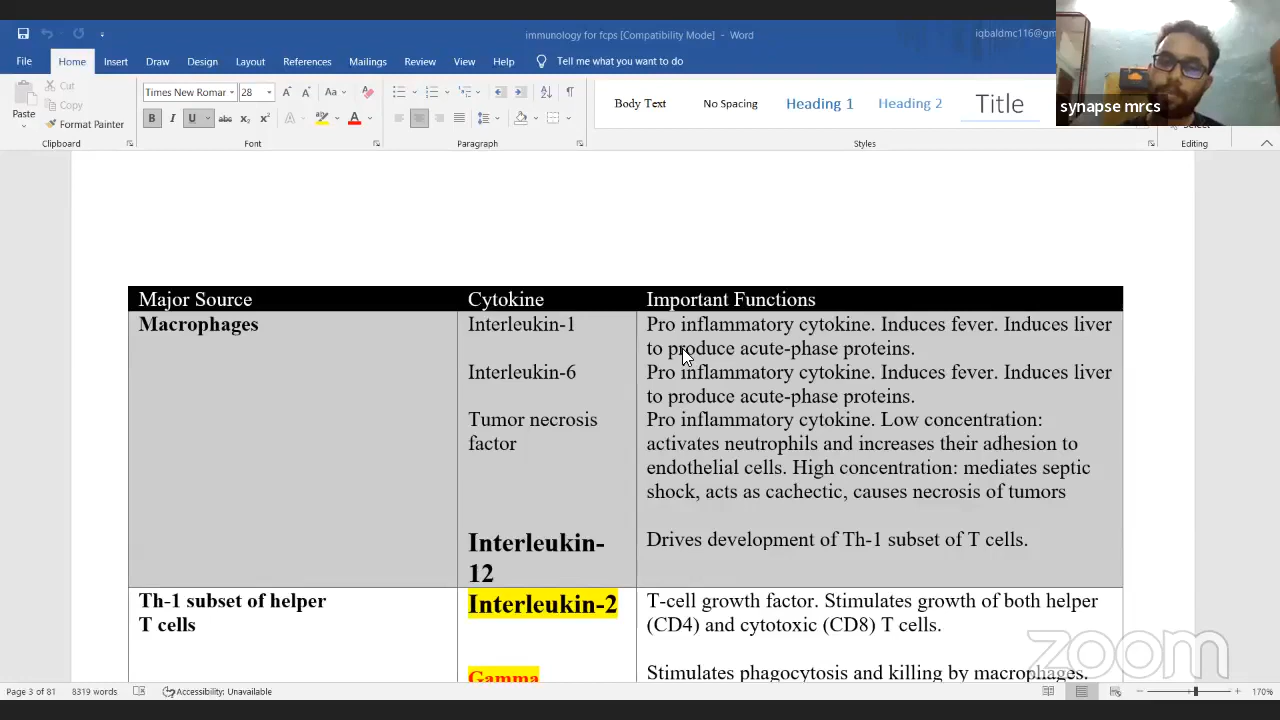 immunology for fcps [Compatibility Mode] - Word
iqbaldmc116@gm
File Home Insert Draw Design Layout References Mailings Review View Help Tell me what you want to do
Paste
Cut
Copy
Format Painter
Times New Romar 28
Body Text
No Spacing
Heading 1
Heading 2
Title
synapse mrcs
Clipboard Font Paragraph Styles Editing
Major Source Cytokine Important Functions
Macrophages Interleukin-1 Pro inflammatory cytokine. Induces fever. Induces liver
to produce acute-phase proteins.
Interleukin-6 Pro inflammatory cytokine. Induces fever. Induces liver
to produce acute-phase proteins.
Tumor necrosis Pro inflammatory cytokine. Low concentration:
factor activates neutrophils and increases their adhesion to
endothelial cells. High concentration: mediates septic
shock, acts as cachectic, causes necrosis of tumors
Interleukin- Drives development of Th-1 subset of T cells.
12
Th-1 subset of helper Interleukin-2 T-cell growth factor. Stimulates growth of both helper
T cells (CD4) and cytotoxic (CD8) T cells.
Gamma Stimulates phagocytosis and killing by macrophages.
zoom
Page 3 of 81 8319 words Accessibility: Unavailable 170%